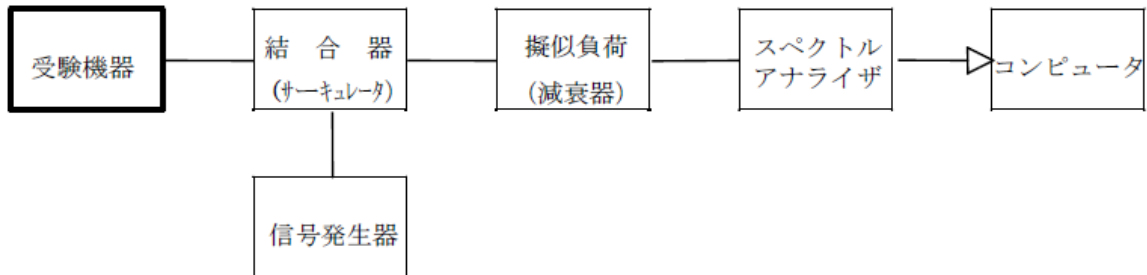 受験機器
結　合　器
(サーキュレータ)
擬似負荷
(減衰器)
スペクトル
アナライザ
コンピュータ
信号発生器